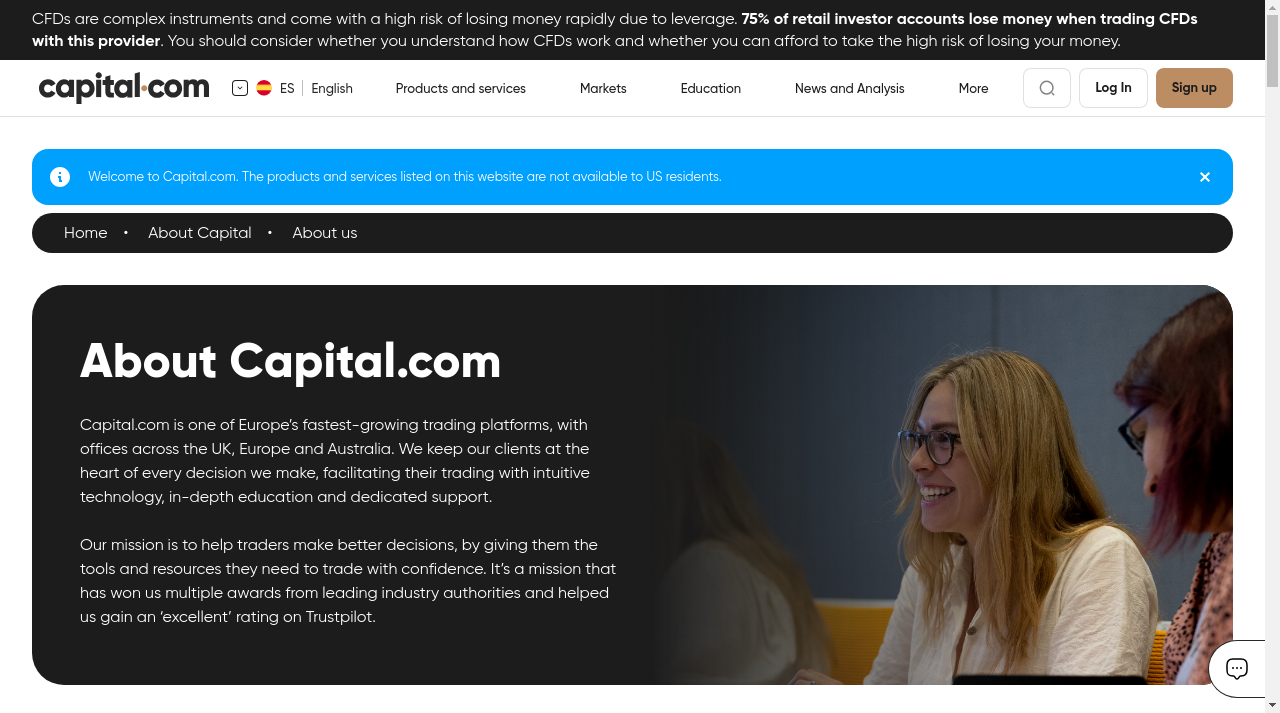 CFDs are complex instruments and come with a high risk of losing money rapidly due to leverage. 75% of retail investor accounts lose money when trading CFDs
with this provider. You should consider whether you understand how CFDs work and whether you can afford to take the high risk of losing your money.
capital.com ES English Products and services Markets Education News and Analysis More Log In Sign up
Welcome to Capital.com. The products and services listed on this website are not available to US residents.
Home • About Capital • About us
About Capital.com
Capital.com is one of Europe’s fastest-growing trading platforms, with
offices across the UK, Europe and Australia. We keep our clients at the
heart of every decision we make, facilitating their trading with intuitive
technology, in-depth education and dedicated support.
Our mission is to help traders make better decisions, by giving them the
tools and resources they need to trade with confidence. It’s a mission that
has won us multiple awards from leading industry authorities and helped
us gain an ‘excellent’ rating on Trustpilot.